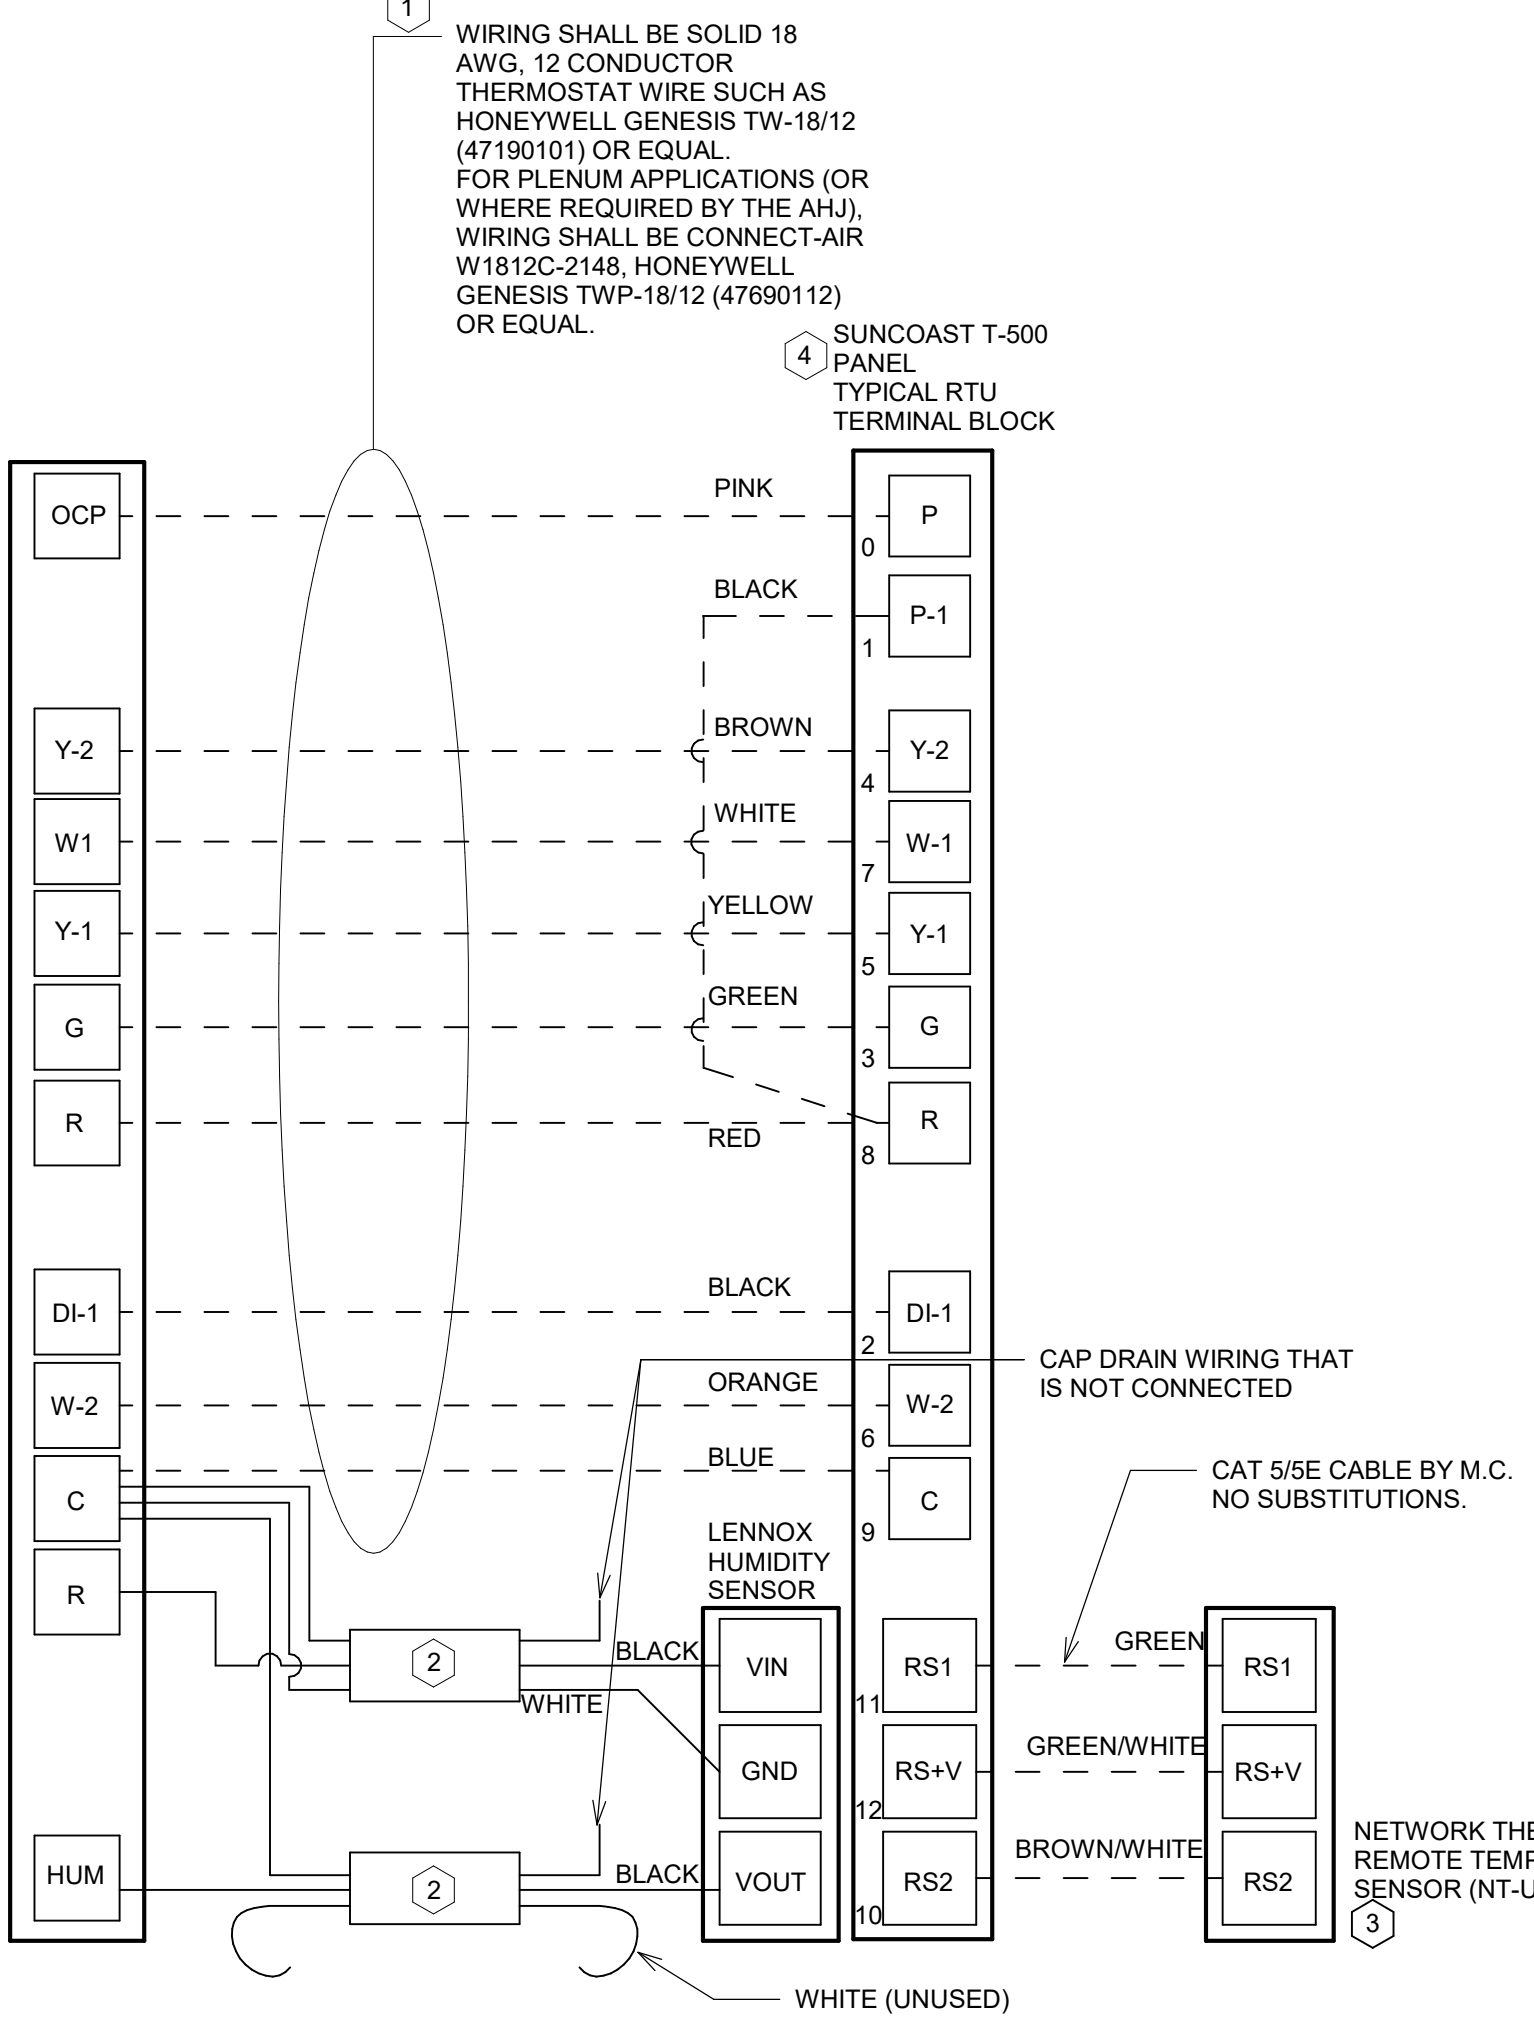 1
WIRING SHALL BE SOLID 18
AWG, 12 CONDUCTOR
THERMOSTAT WIRE SUCH AS
HONEYWELL GENESIS TW-18/12
(47190101) OR EQUAL.
FOR PLENUM APPLICATIONS (OR
WHERE REQUIRED BY THE AHJ),
WIRING SHALL BE CONNECT-AIR
W1812C-2148, HONEYWELL
GENESIS TWP-18/12 (47690112)
OR EQUAL.
4
SUNCOAST T-500
PANEL
TYPICAL RTU
TERMINAL BLOCK
OCP
PINK
P
0
BLACK
P-1
1
Y-2
BROWN
Y-2
4
W1
WHITE
W-1
7
Y-1
YELLOW
Y-1
5
G
GREEN
G
3
R
RED
R
8
DI-1
BLACK
DI-1
2
CAP DRAIN WIRING THAT
IS NOT CONNECTED
W-2
ORANGE
W-2
6
C
BLUE
C
9
CAT 5/5E CABLE BY M.C.
NO SUBSTITUTIONS.
LENNOX
HUMIDITY
SENSOR
R
2
BLACK
WHITE
VIN
GND
RS1
11
GREEN
RS1
RS+V
12
GREEN/WHITE
RS+V
HUM
2
BLACK
VOUT
RS2
10
BROWN/WHITE
RS2
NETWORK THE
REMOTE TEMP
SENSOR (NT-U
3
WHITE (UNUSED)